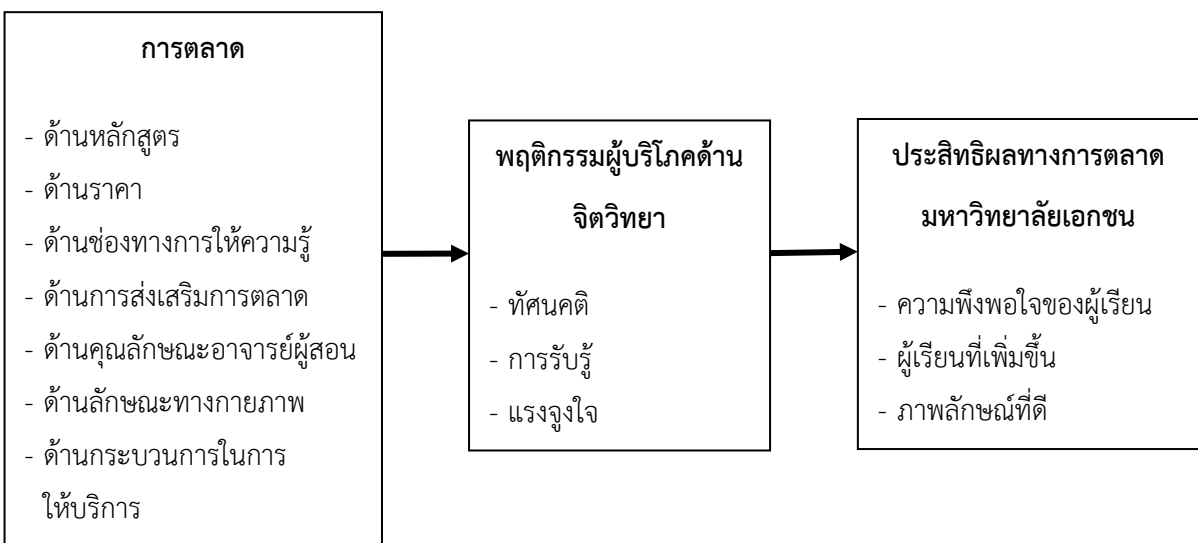 การตลาด
- ด้านหลักสูตร
- ด้านราคา
- ด้านช่องทางการให้ความรู้
- ด้านการส่งเสริมการตลาด
- ด้านคุณลักษณะอาจารย์ผู้สอน
- ด้านลักษณะทางกายภาพ
- ด้านกระบวนการในการ
ให้บริการ
พฤติกรรมผู้บริโภคด้าน
จิตวิทยา
- ทัศนคติ
- การรับรู้
- แรงจูงใจ
ประสิทธิผลทางการตลาด
มหาวิทยาลัยเอกชน
- ความพึงพอใจของผู้เรียน
- ผู้เรียนที่เพิ่มขึ้น
- ภาพลักษณ์ที่ดี